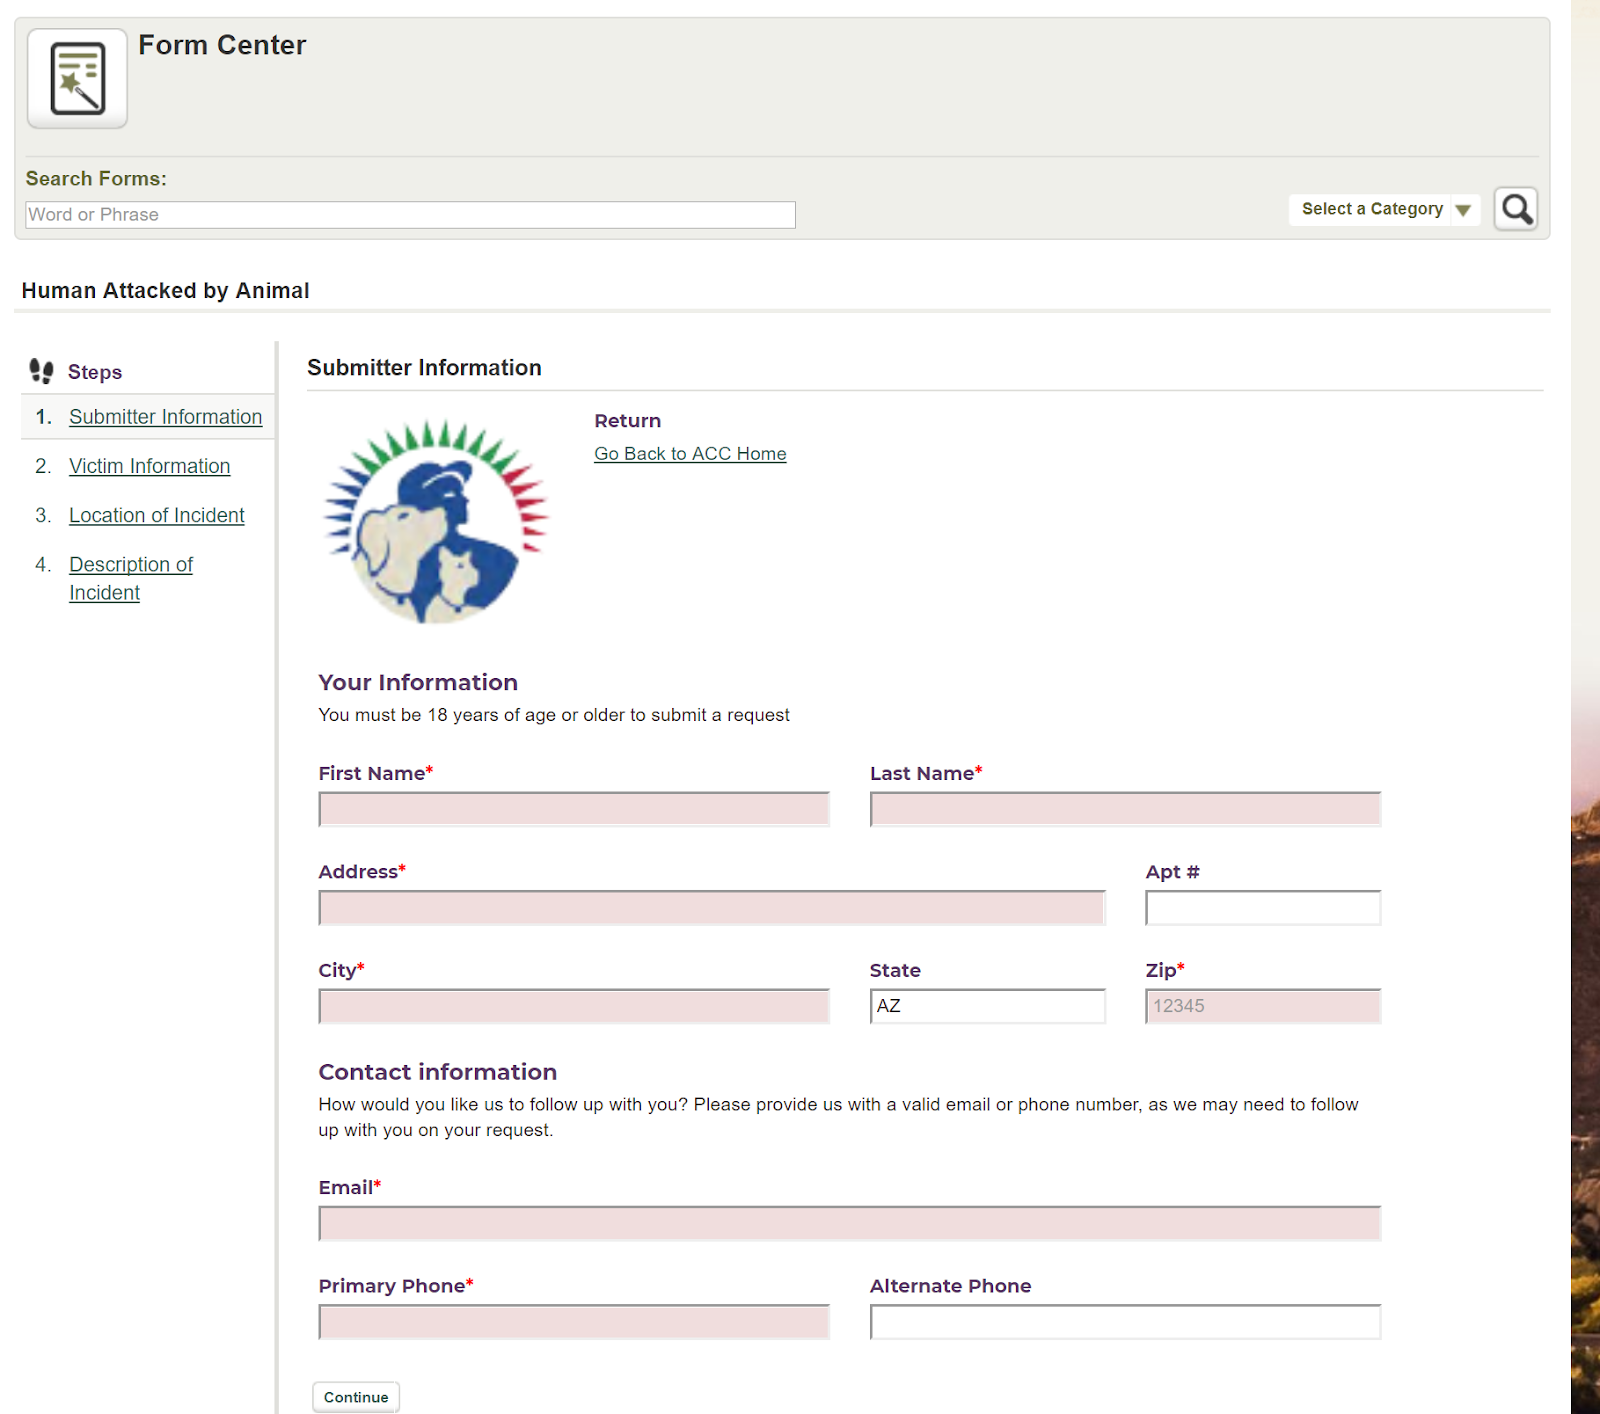 Form Center
Search Forms:
Word or Phrase
Select a Category
Human Attacked by Animal
Steps
1. Submitter Information
2. Victim Information
3. Location of Incident
4. Description of
Incident
Submitter Information
Return
Go Back to ACC Home
Your Information
You must be 18 years of age or older to submit a request
First Name*
Last Name*
Address*
Apt #
City*
State
Zip*
AZ
12345
Contact information
How would you like us to follow up with you? Please provide us with a valid email or phone number, as we may need to follow
up with you on your request.
Email*
Primary Phone*
Alternate Phone
Continue